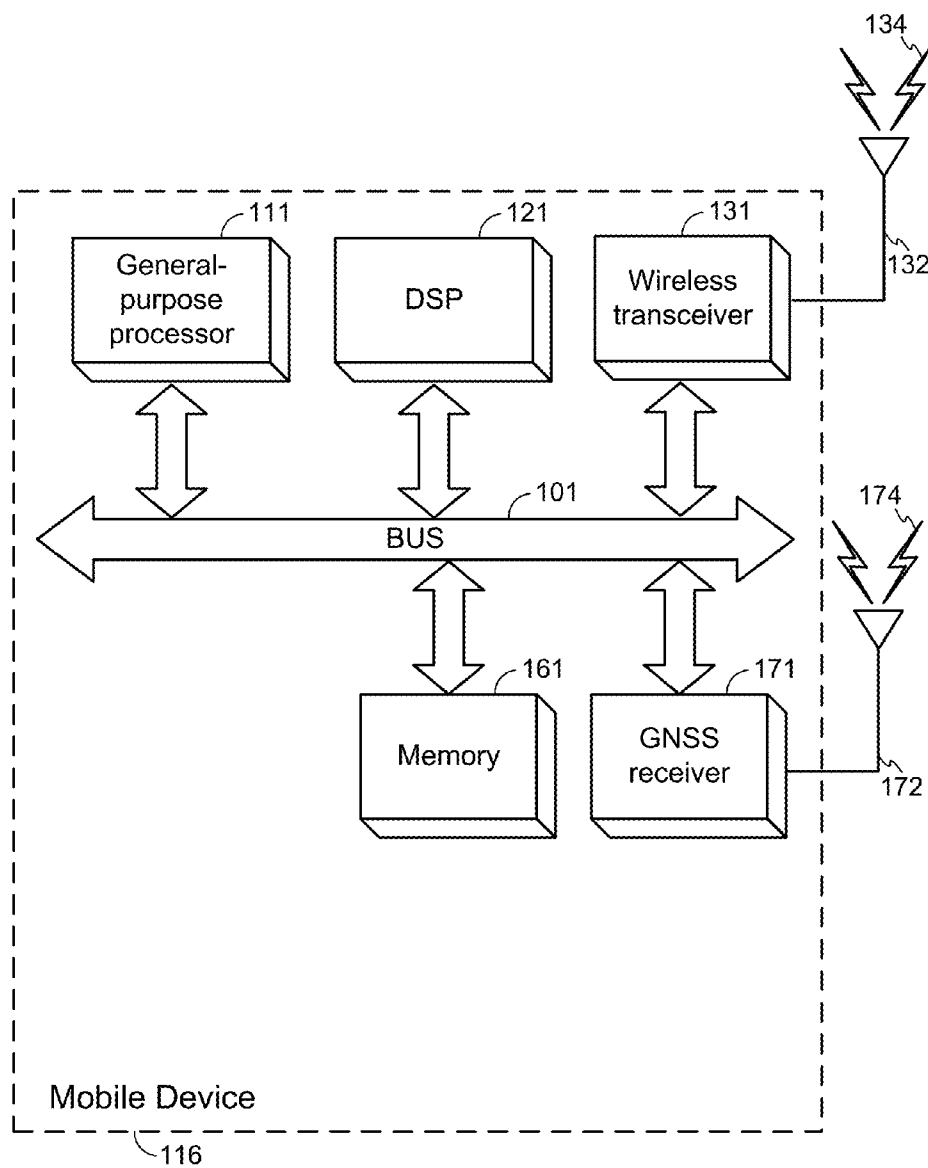 134
111
121
131
General-
purpose
processor
DSP
Wireless
transceiver
132
101
BUS
174
161
171
Memory
GNSS
receiver
172
Mobile Device
116